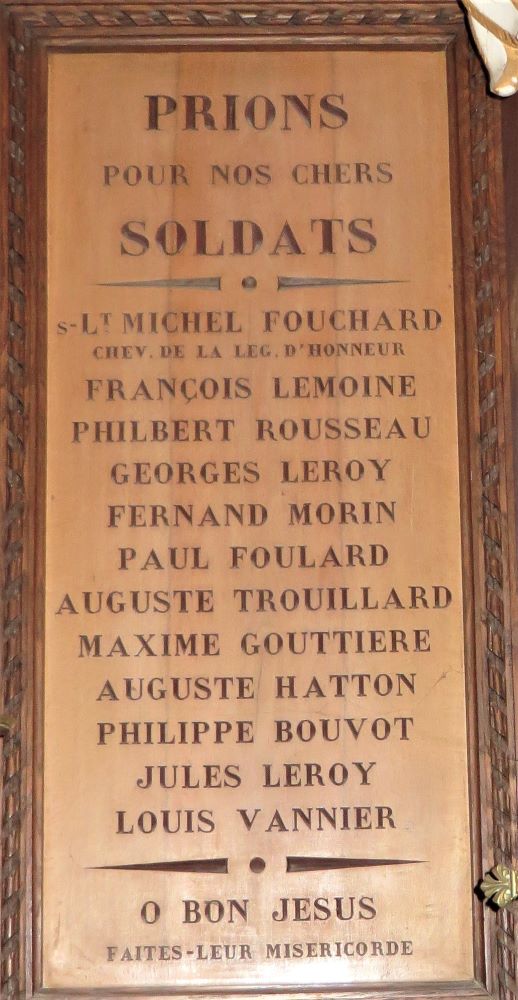 PRIONS
POUR NOS CHERS
SOLDATS
S-LT MICHEL FOUCHARD
CHEV. DE LA LEG. D'HONNEUR
FRANÇOIS LEMOINE
PHILBERT ROUSSEAU
GEORGES LEROY
FERNAND MORIN
PAUL FOULARD
AUGUSTE TROUILLARD
MAXIME GOUTTIERE
AUGUSTE HATTON
PHILIPPE BOUVOT
JULES LEROY
LOUIS VANNIER
O BON JESUS
FAITES-LEUR MISERICORDE